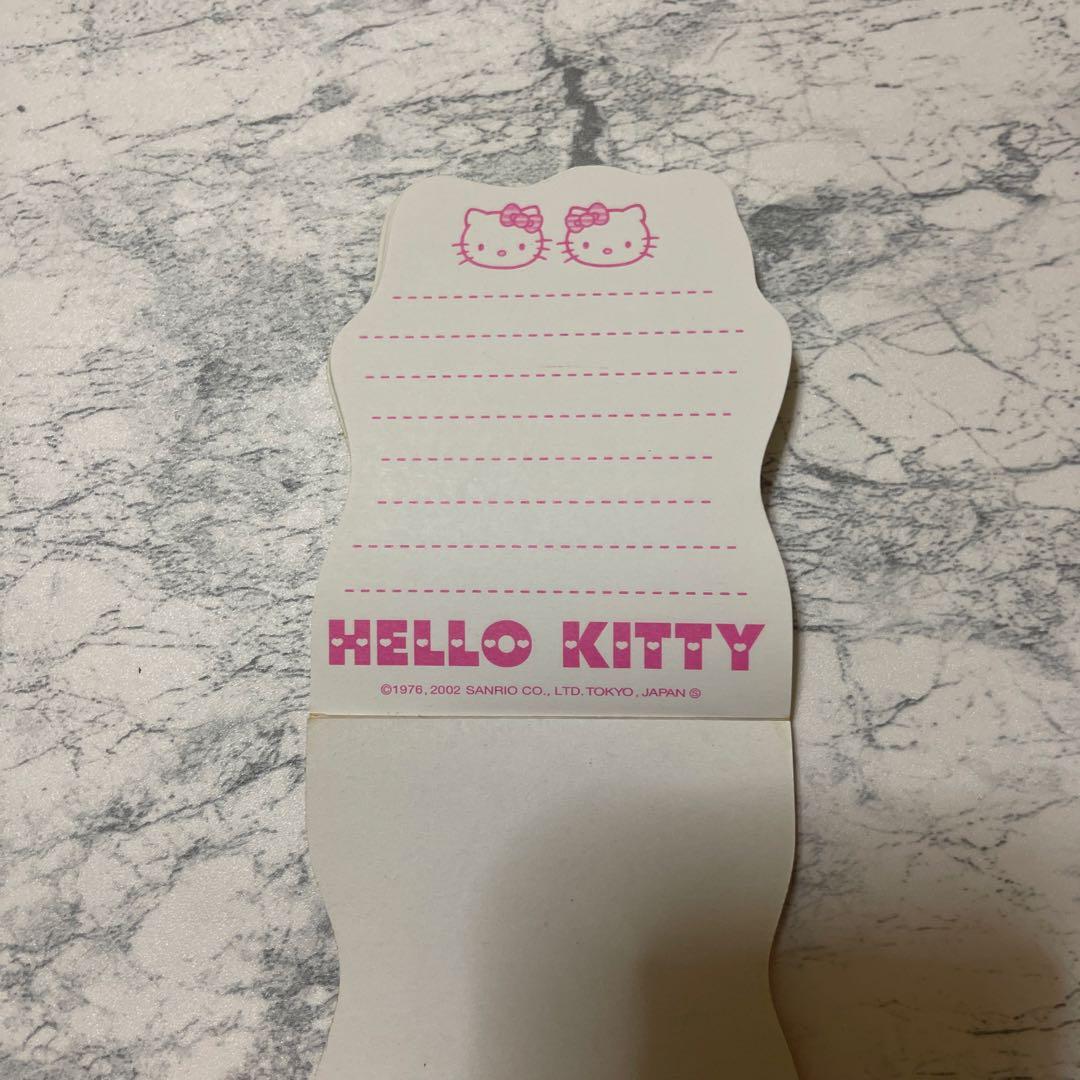 HELLO KITTY
©1976, 2002 SANRIO CO., LTD. TOKYO, JAPAN Ⓢ